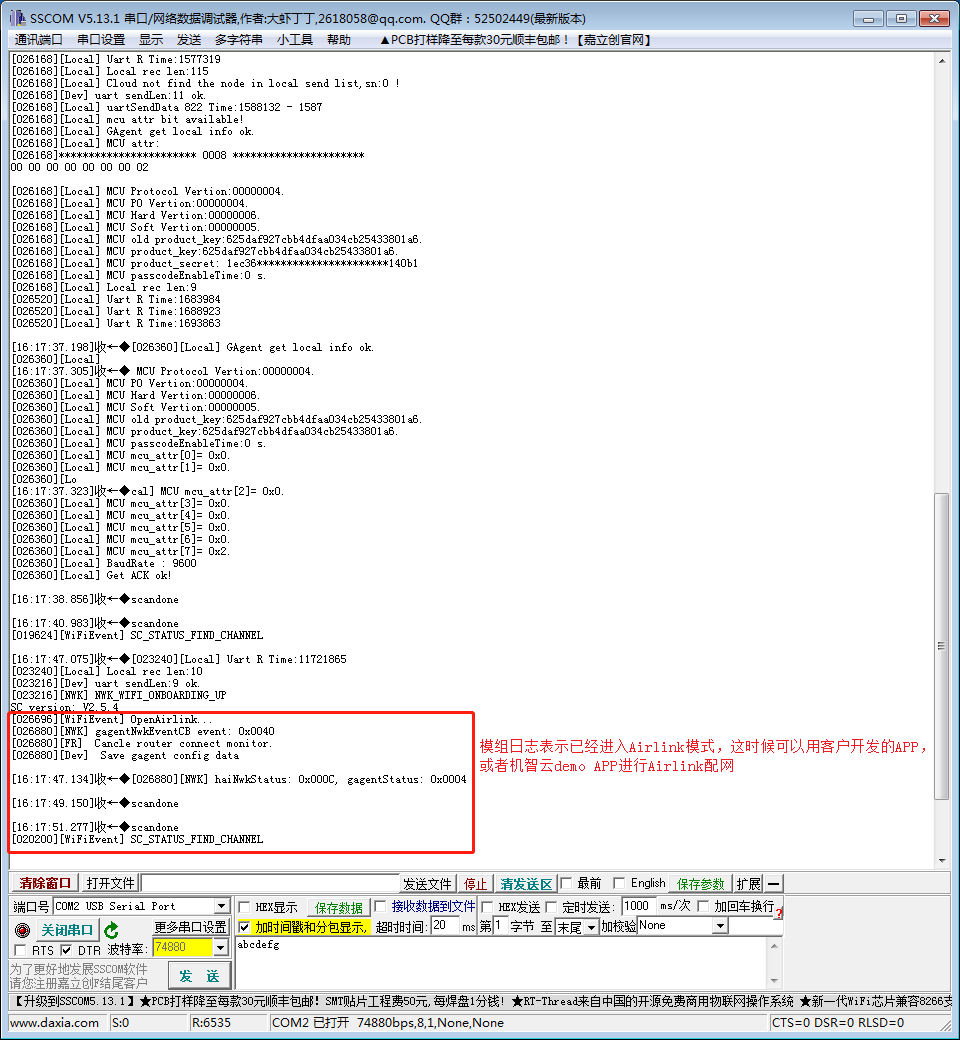 SSCOM V5.13.1 串口/网络数据调试器,作者:大虾丁丁,2618058@qq.com. QQ群：52502449(最新版本)
通讯端口 串口设置 显示 发送 多字符串 小工具 帮助 ▲PCB打样降至每款30元顺丰包邮！【嘉立创官网】
[026168][Local] Uart R Time:1577319
[026168][Local] Local rec len:115
[026168][Local] Cloud not find the node in local send list,sn:0 !
[026168][Dev] uart sendLen:11 ok.
[026168][Local] uartSendData 822 Time:1588132 - 1587
[026168][Local] mcu attr bit available!
[026168][Local] GAgent get local info ok.
[026168][Local] MCU attr:
[026168]*********************** 0008 **********************
00 00 00 00 00 00 00 02
[026168][Local] MCU Protocol Vertion:00000004.
[026168][Local] MCU PO Vertion:00000004.
[026168][Local] MCU Hard Vertion:00000006.
[026168][Local] MCU Soft Vertion:00000005.
[026168][Local] MCU old product_key:625daf927cbb4dfaa034cb25433801a6.
[026168][Local] MCU product_key:625daf927cbb4dfaa034cb25433801a6.
[026168][Local] MCU product_secret: 1ec36**********************140b1
[026168][Local] MCU passcodeEnableTime:0 s.
[026168][Local] Local rec len:9
[026520][Local] Uart R Time:1683984
[026520][Local] Uart R Time:1688923
[026520][Local] Uart R Time:1693863
[16:17:37.198]收←◆[026360][Local] GAgent get local info ok.
[026360][Local]
[16:17:37.305]收←◆ MCU Protocol Vertion:00000004.
[026360][Local] MCU PO Vertion:00000004.
[026360][Local] MCU Hard Vertion:00000006.
[026360][Local] MCU Soft Vertion:00000005.
[026360][Local] MCU old product_key:625daf927cbb4dfaa034cb25433801a6.
[026360][Local] MCU product_key:625daf927cbb4dfaa034cb25433801a6.
[026360][Local] MCU passcodeEnableTime:0 s.
[026360][Local] MCU mcu_attr[0]= 0x0.
[026360][Local] MCU mcu_attr[1]= 0x0.
[026360][Lo
[16:17:37.323]收←◆cal] MCU mcu_attr[2]= 0x0.
[026360][Local] MCU mcu_attr[3]= 0x0.
[026360][Local] MCU mcu_attr[4]= 0x0.
[026360][Local] MCU mcu_attr[5]= 0x0.
[026360][Local] MCU mcu_attr[6]= 0x0.
[026360][Local] MCU mcu_attr[7]= 0x2.
[026360][Local] BaudRate : 9600
[026360][Local] Get ACK ok!
[16:17:38.856]收←◆scandone
[16:17:40.983]收←◆scandone
[019624][WiFiEvent] SC_STATUS_FIND_CHANNEL
[16:17:47.075]收←◆[023240][Local] Uart R Time:11721865
[023240][Local] Local rec len:10
[023216][Dev] uart sendLen:9 ok.
[023216][NWK] NWK_WIFI_ONBOARDING_UP
SC version: V2.5.4
[026696][WiFiEvent] OpenAirlink...
[026880][NWK] gagentNwkEventCB event: 0x0040
[026880][FR] Cancle router connect monitor.
[026880][Dev] Save gagent config data
[16:17:47.134]收←◆[026880][NWK] haiNwkStatus: 0x000C, gagentStatus: 0x0004
[16:17:49.150]收←◆scandone
[16:17:51.277]收←◆scandone
[020200][WiFiEvent] SC_STATUS_FIND_CHANNEL
模组日志表示已经进入Airlink模式，这时候可以用客户开发的APP，
或者机智云demo APP进行Airlink配网
清除窗口 打开文件 发送文件 停止 清发送区 最前 English 保存参数 扩展 —
端口号 COM2 USB Serial Port HEX显示 保存数据 接收数据到文件 HEX发送 定时发送: 1000 ms/次 加回车换行
关闭串口 更多串口设置 加时间戳和分包显示, 超时时间: 20 ms 第1 字节 至 末尾 加校验 None
RTS DTR 波特率: 74880 abcdefg
为了更好地发展SSCOM软件
请您注册嘉立创F结尾客户
发 送
【升级到SSCOM5.13.1】★PCB打样降至每款30元顺丰包邮! SMT贴片工程费50元, 每焊盘1分钱! ★RT-Thread来自中国的开源免费商用物联网操作系统 ★新一代WiFi芯片兼容8266支
www.daxia.com S:0 R:6535 COM2 已打开 74880bps,8,1,None,None CTS=0 DSR=0 RLSD=0